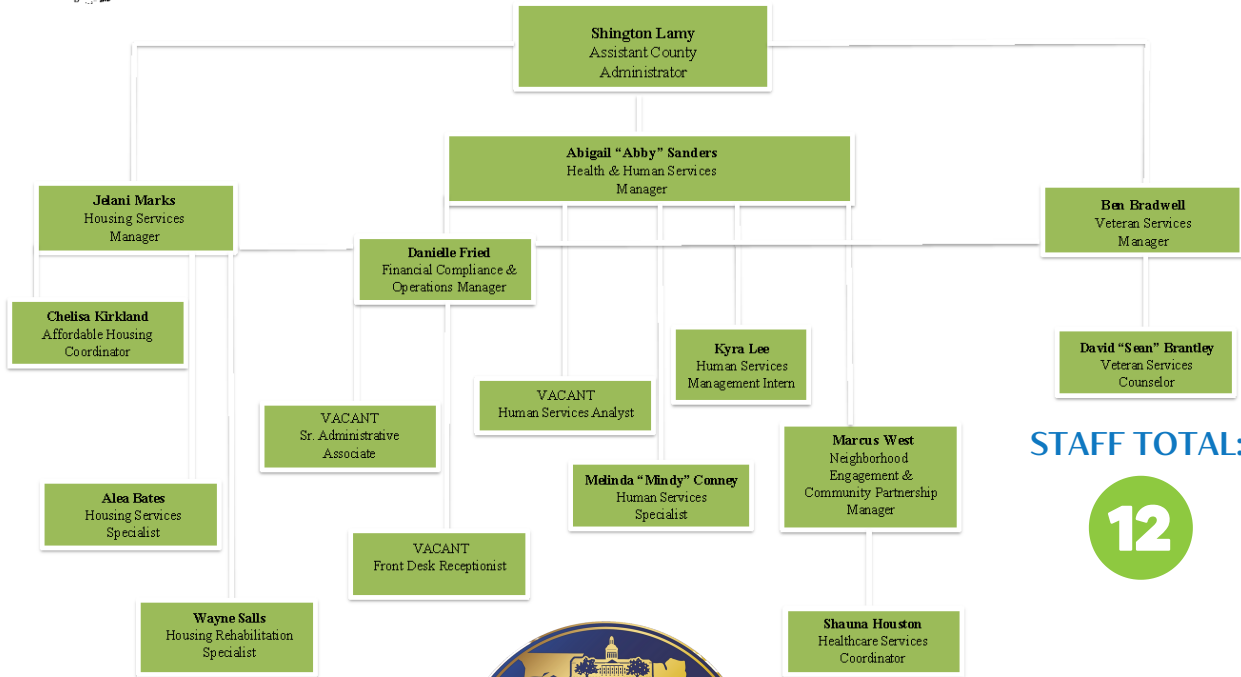 Shington Lamy
Assistant County
Administrator
Abigail “Abby” Sanders
Health & Human Services
Manager
Jelani Marks
Housing Services
Manager
Ben Bradwell
Veteran Services
Manager
Danielle Fried
Financial Compliance &
Operations Manager
Chelisa Kirkland
Affordable Housing
Coordinator
Kyra Lee
Human Services
Management Intern
David “Sean” Brantley
Veteran Services
Counselor
VACANT
Human Services Analyst
VACANT
Sr. Administrative
Associate
Marcus West
Neighborhood
Engagement &
Community Partnership
Manager
STAFF TOTAL:
12
Melinda “Mindy” Conney
Human Services
Specialist
Alea Bates
Housing Services
Specialist
VACANT
Front Desk Receptionist
Wayne Salls
Housing Rehabilitation
Specialist
Shauna Houston
Healthcare Services
Coordinator